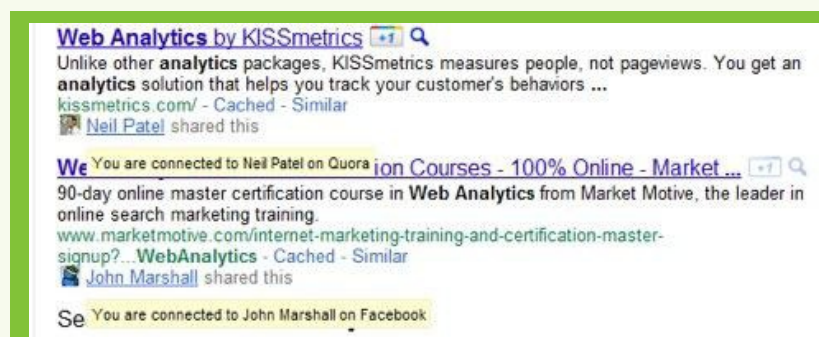 Web Analytics by KISSmetrics +1
Unlike other analytics packages, KISSmetrics measures people, not pageviews. You get an
analytics solution that helps you track your customer's behaviors ...
kissmetrics.com/ - Cached - Similar
Neil Patel shared this
You are connected to Neil Patel on Quora
ion Courses - 100% Online - Market ... +1
90-day online master certification course in Web Analytics from Market Motive, the leader in
online search marketing training.
www.marketmotive.com/internet-marketing-training-and-certification-master-
signup?...WebAnalytics - Cached - Similar
John Marshall shared this
Se You are connected to John Marshall on Facebook